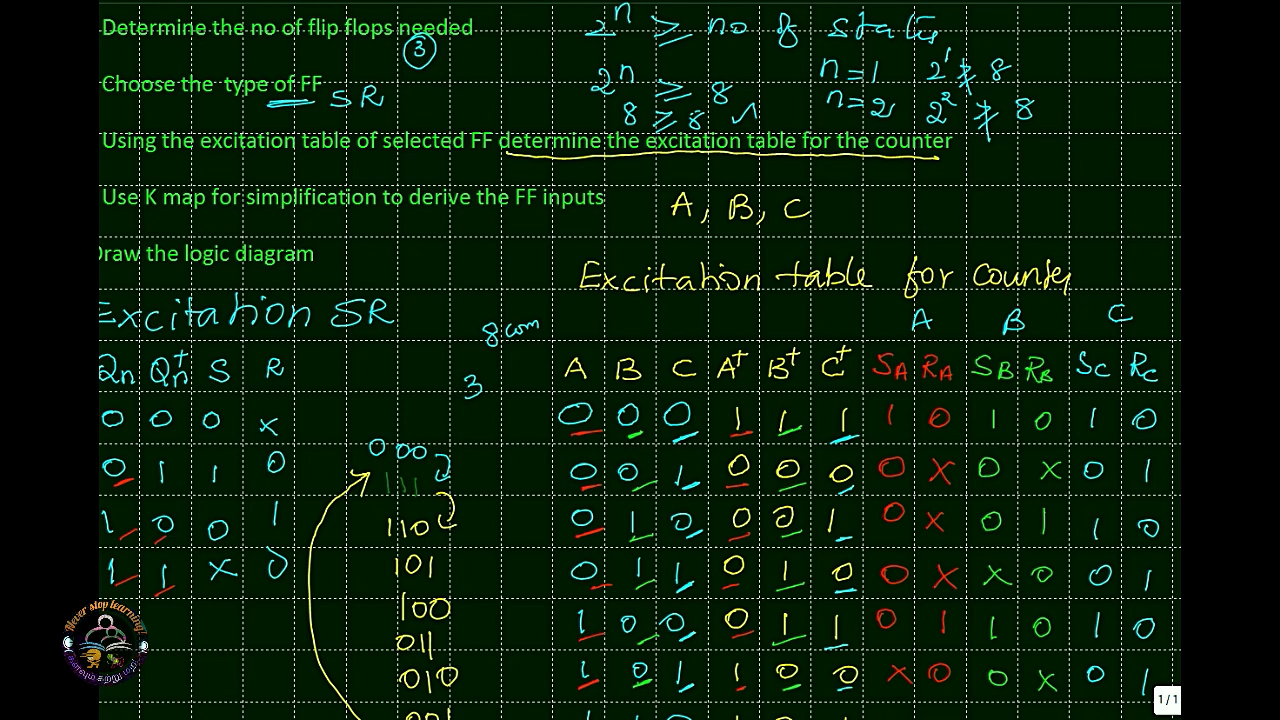 Determine the no of flip flops needed
③
2ⁿ ≥ no of states
Choose the type of FF
SR
2ⁿ ≥ 8
8 ≥ 8 ✓
n=1 2¹ ≱ 8
n=2 2² ≱ 8
Using the excitation table of selected FF determine the excitation table for the counter
Use K map for simplification to derive the FF inputs
A, B, C
Draw the logic diagram
Excitation table for counter
Excitation SR
8 com
3
A B C
Qn Qn⁺ S R
0 0 0 x
0 1 1 0
1 0 0 1
1 1 x 0
000
111
110
101
100
011
010
001
A B C A⁺ B⁺ C⁺ SA RA SB RB SC RC
0 0 0 1 1 1 1 0 1 0 1 0
0 0 1 0 0 0 0 x 0 x 0 1
0 1 0 0 0 1 0 x 0 1 1 0
0 1 1 0 1 0 0 x x 0 0 1
1 0 0 0 1 1 0 1 1 0 1 0
1 0 1 1 0 0 x 0 0 x 0 1
Never stop learning!
1/1